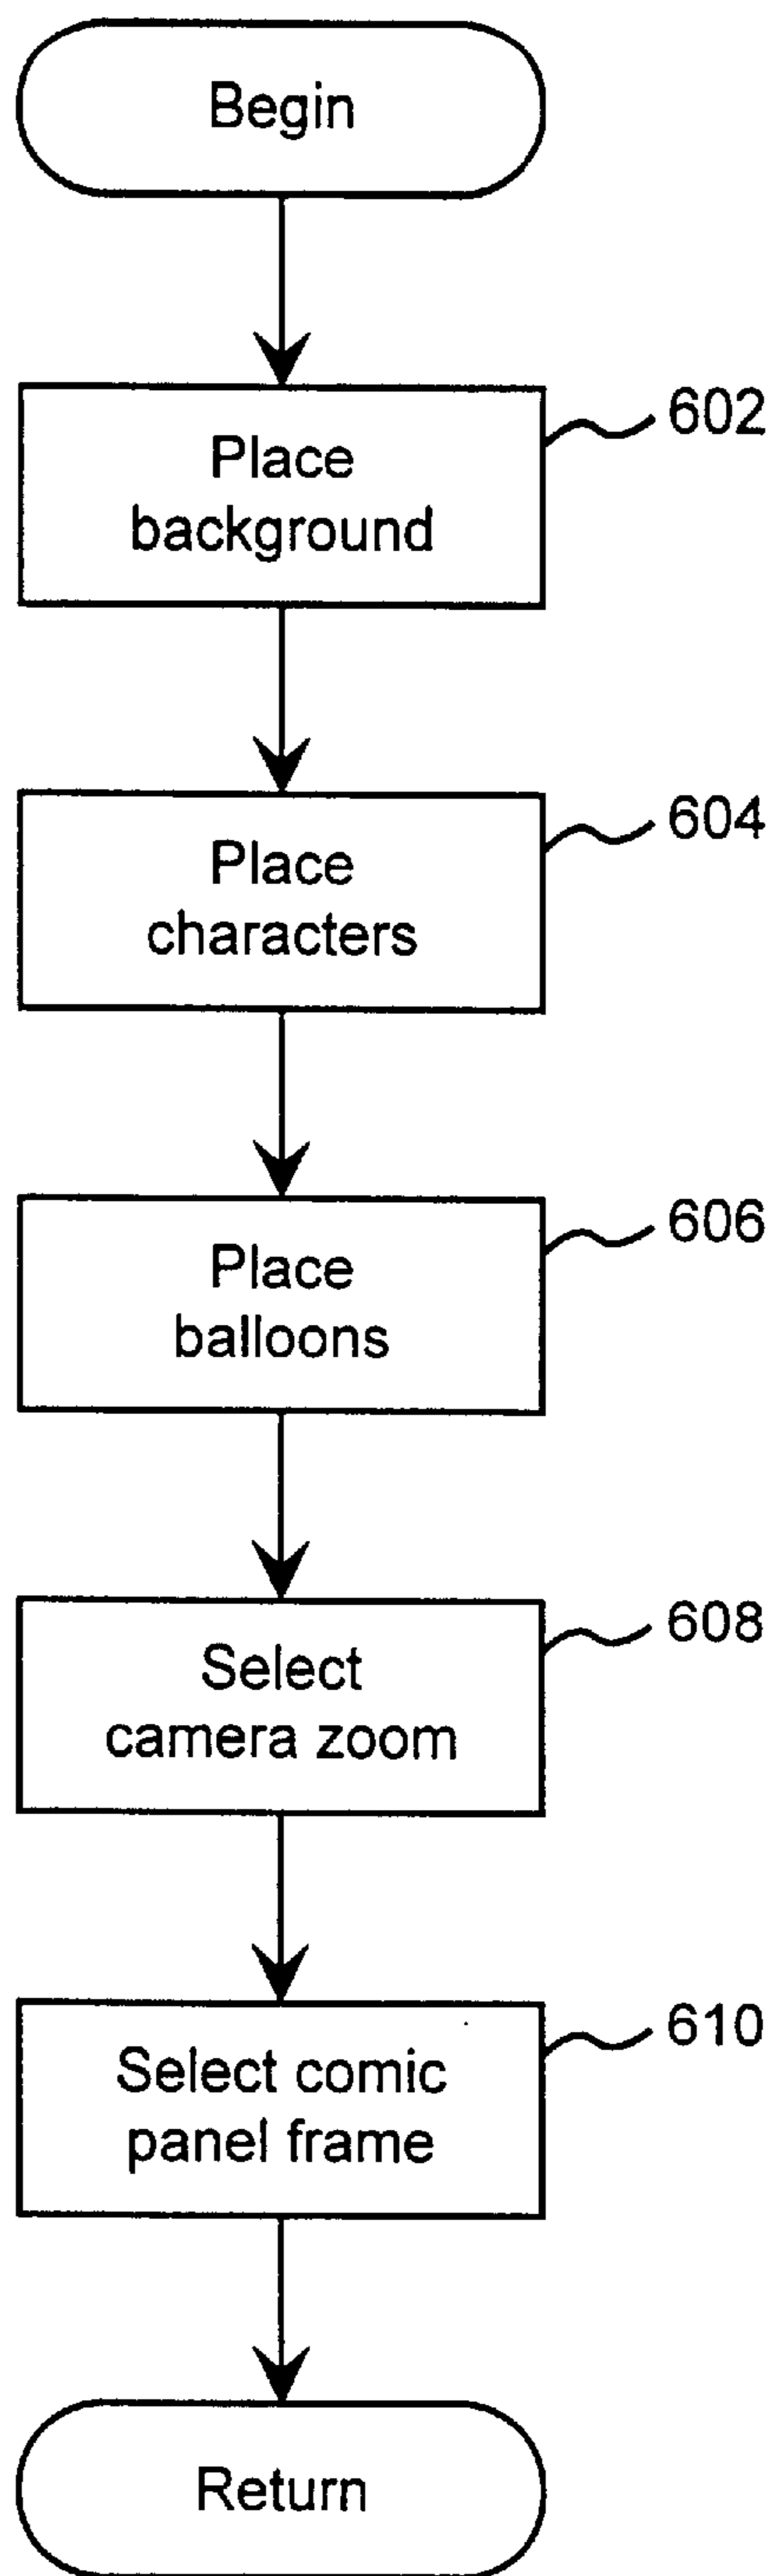 Begin
602
Place
background
604
Place
characters
606
Place
balloons
608
Select
camera zoom
610
Select comic
panel frame
Return